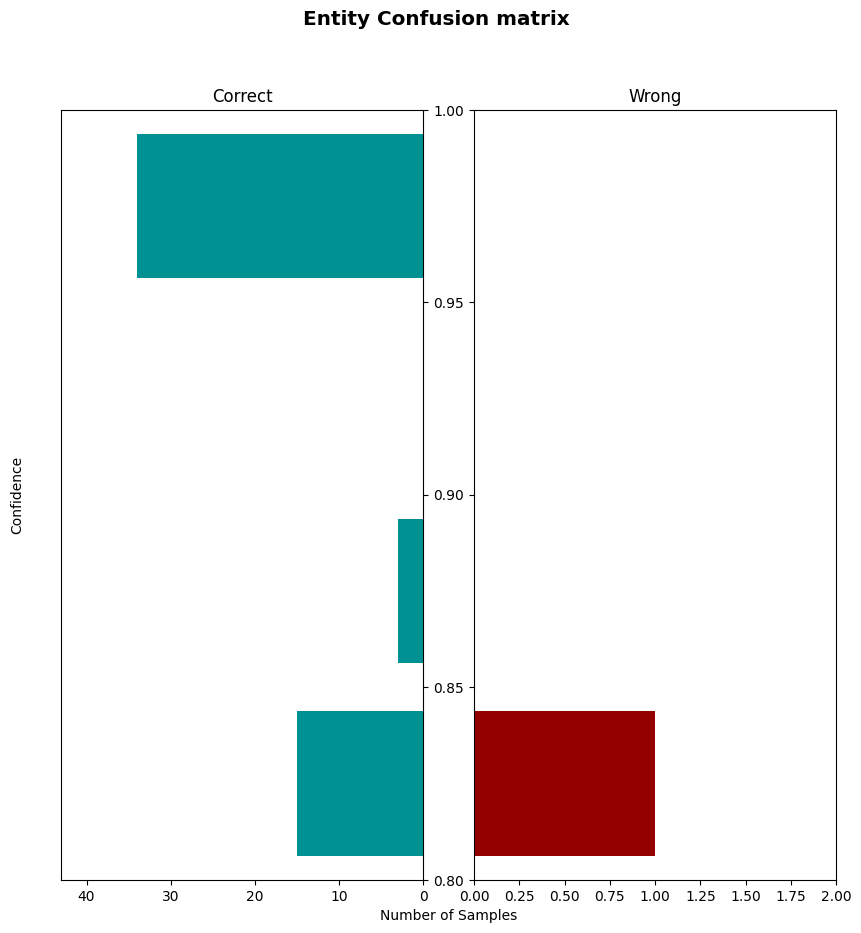 Entity Confusion matrix
Correct
Wrong
1.00
0.95
0.90
0.85
0.80
Confidence
40 30 20 10 0
0.00 0.25 0.50 0.75 1.00 1.25 1.50 1.75 2.00
Number of Samples